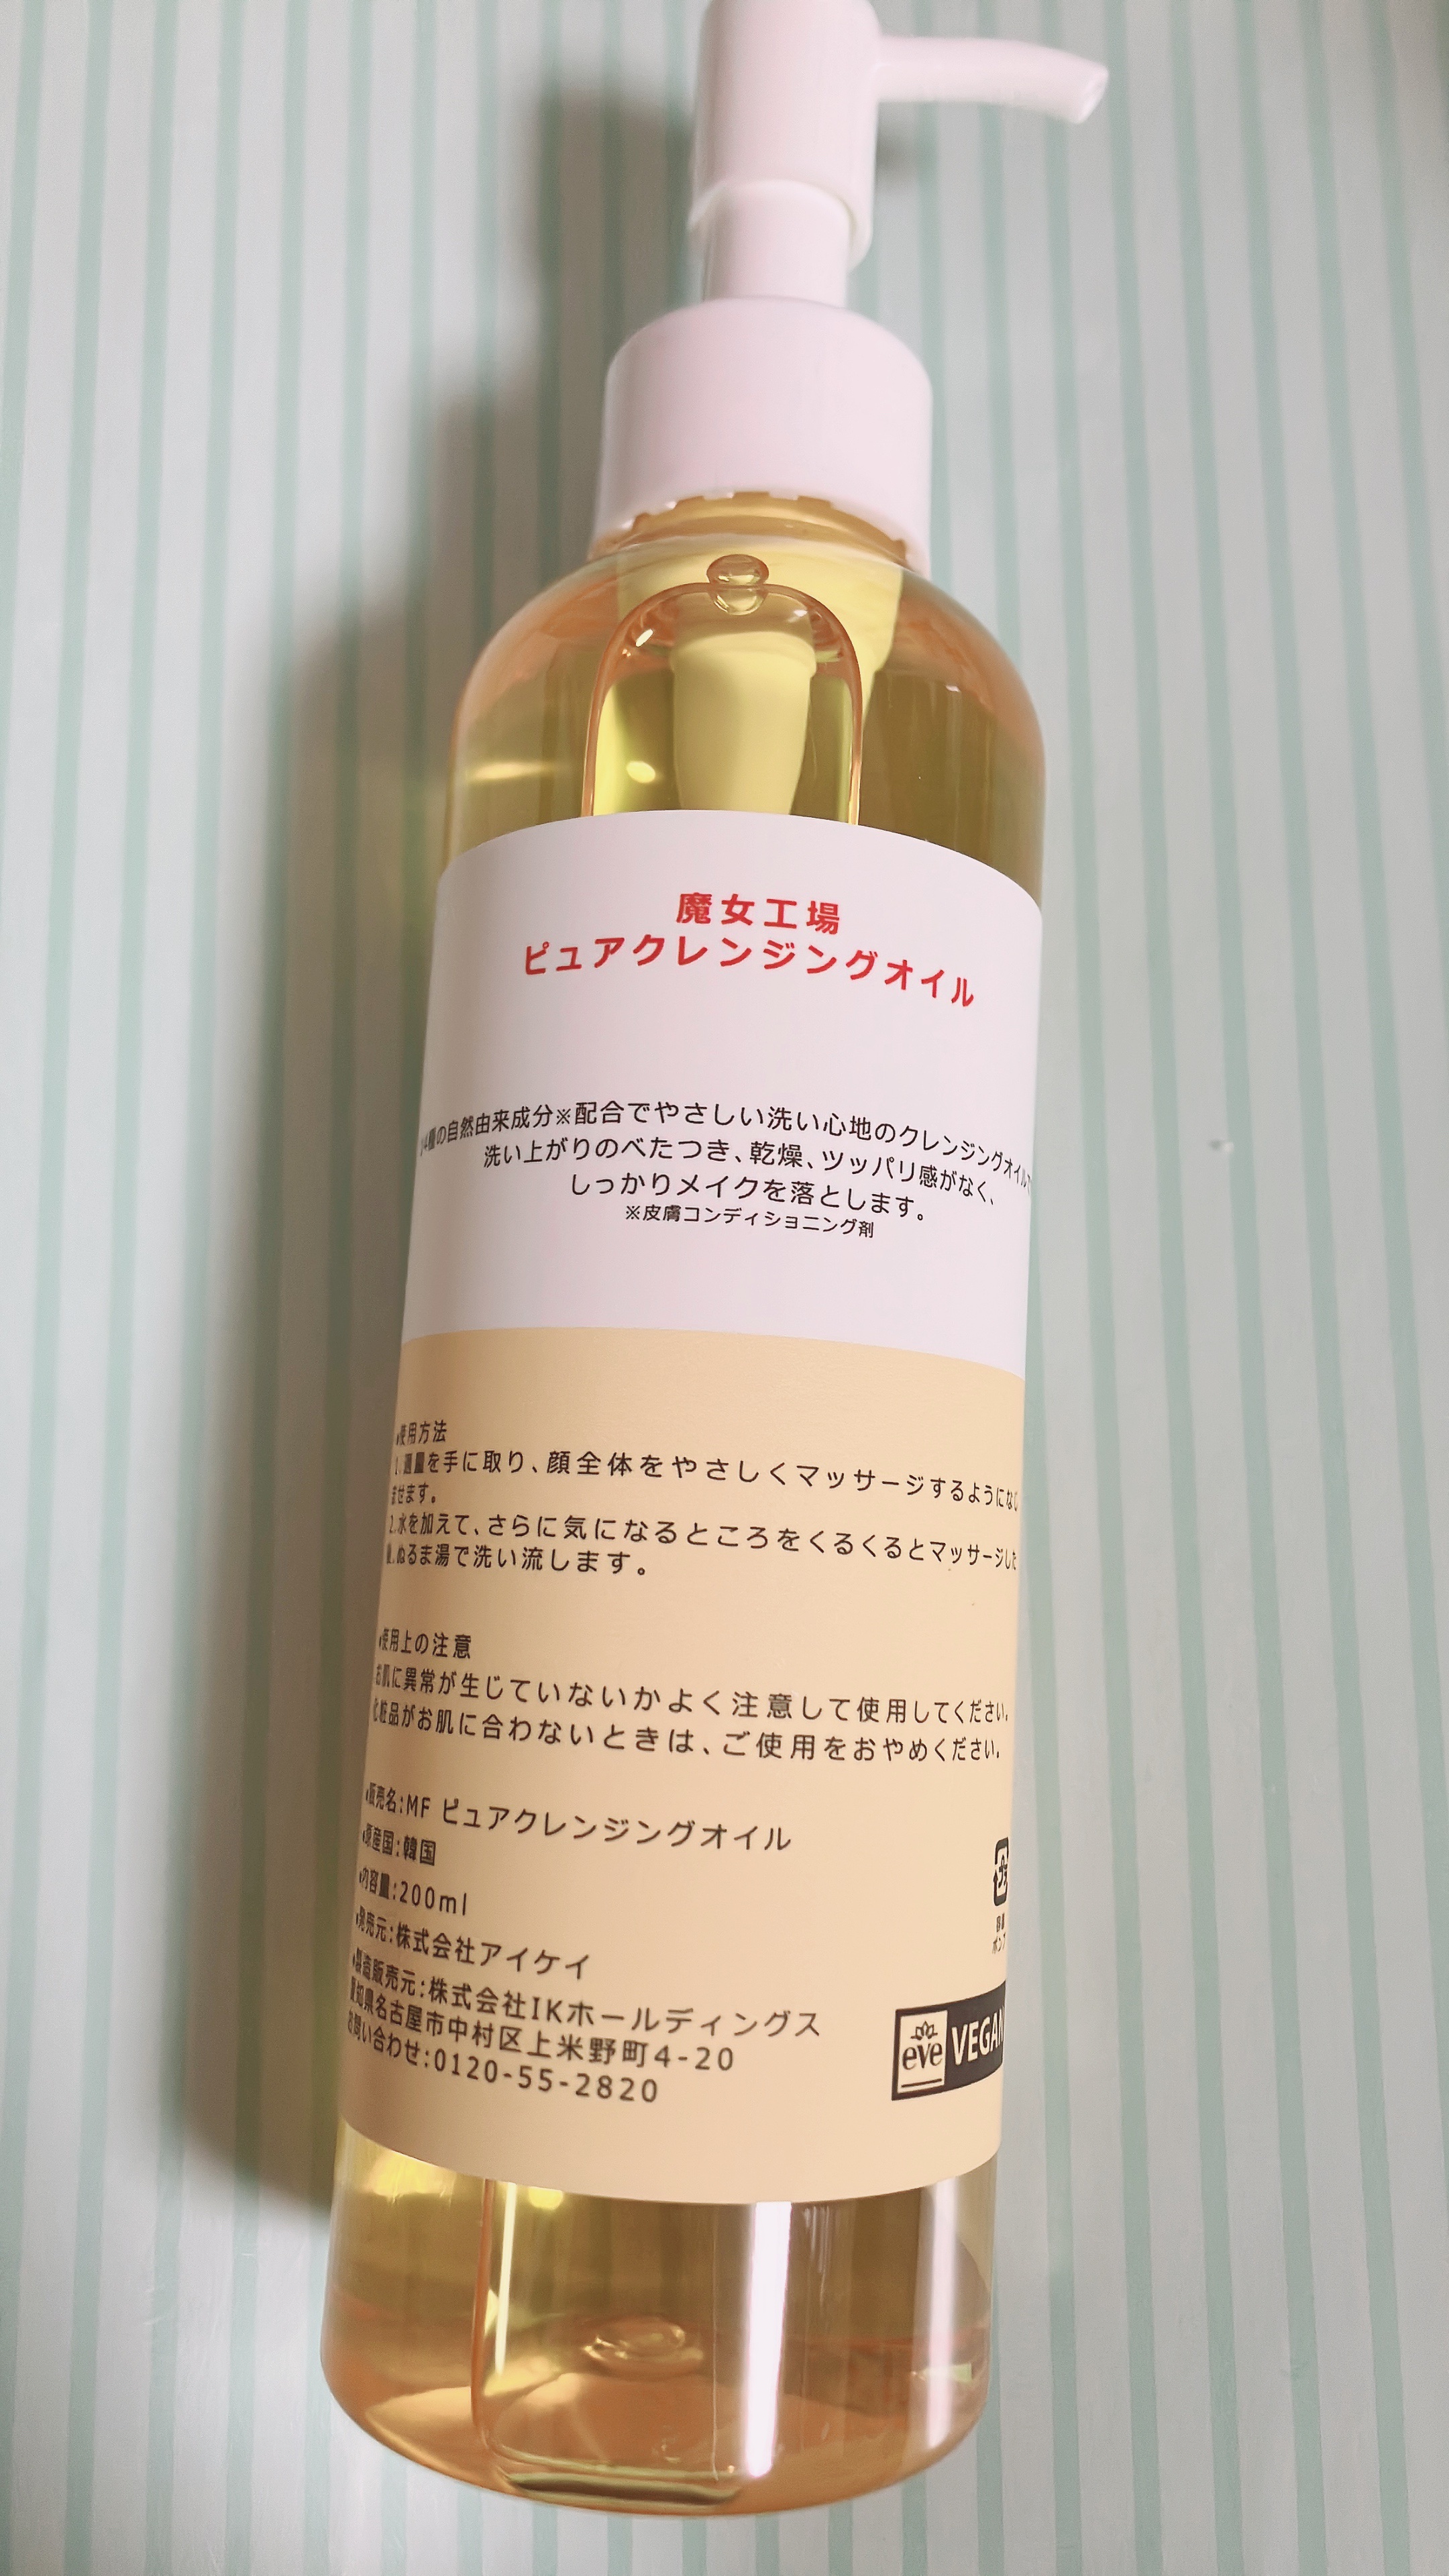 魔女工場
ピュアクレンジングオイル
の自然由来成分※配合でやさしい洗い心地のクレンジングオイル
洗い上がりのべたつき、乾燥、ツッパリ感がなく、
しっかりメイクを落とします。
※皮膚コンディショニング剤
•使用方法
1.適量を手に取り、顔全体をやさしくマッサージするようになじ
ませます。
2.水を加えて、さらに気になるところをくるくるとマッサージした
後、ぬるま湯で洗い流します。
•使用上の注意
お肌に異常が生じていないかよく注意して使用してください。
化粧品がお肌に合わないときは、ご使用をおやめください。
•販売名:MF ピュアクレンジングオイル
•原産国:韓国
•内容量:200ml
•発売元:株式会社アイケイ
•製造販売元:株式会社IKホールディングス
愛知県名古屋市中村区上米野町4-20
お問い合わせ:0120-55-2820
プラ
eve VEGAN